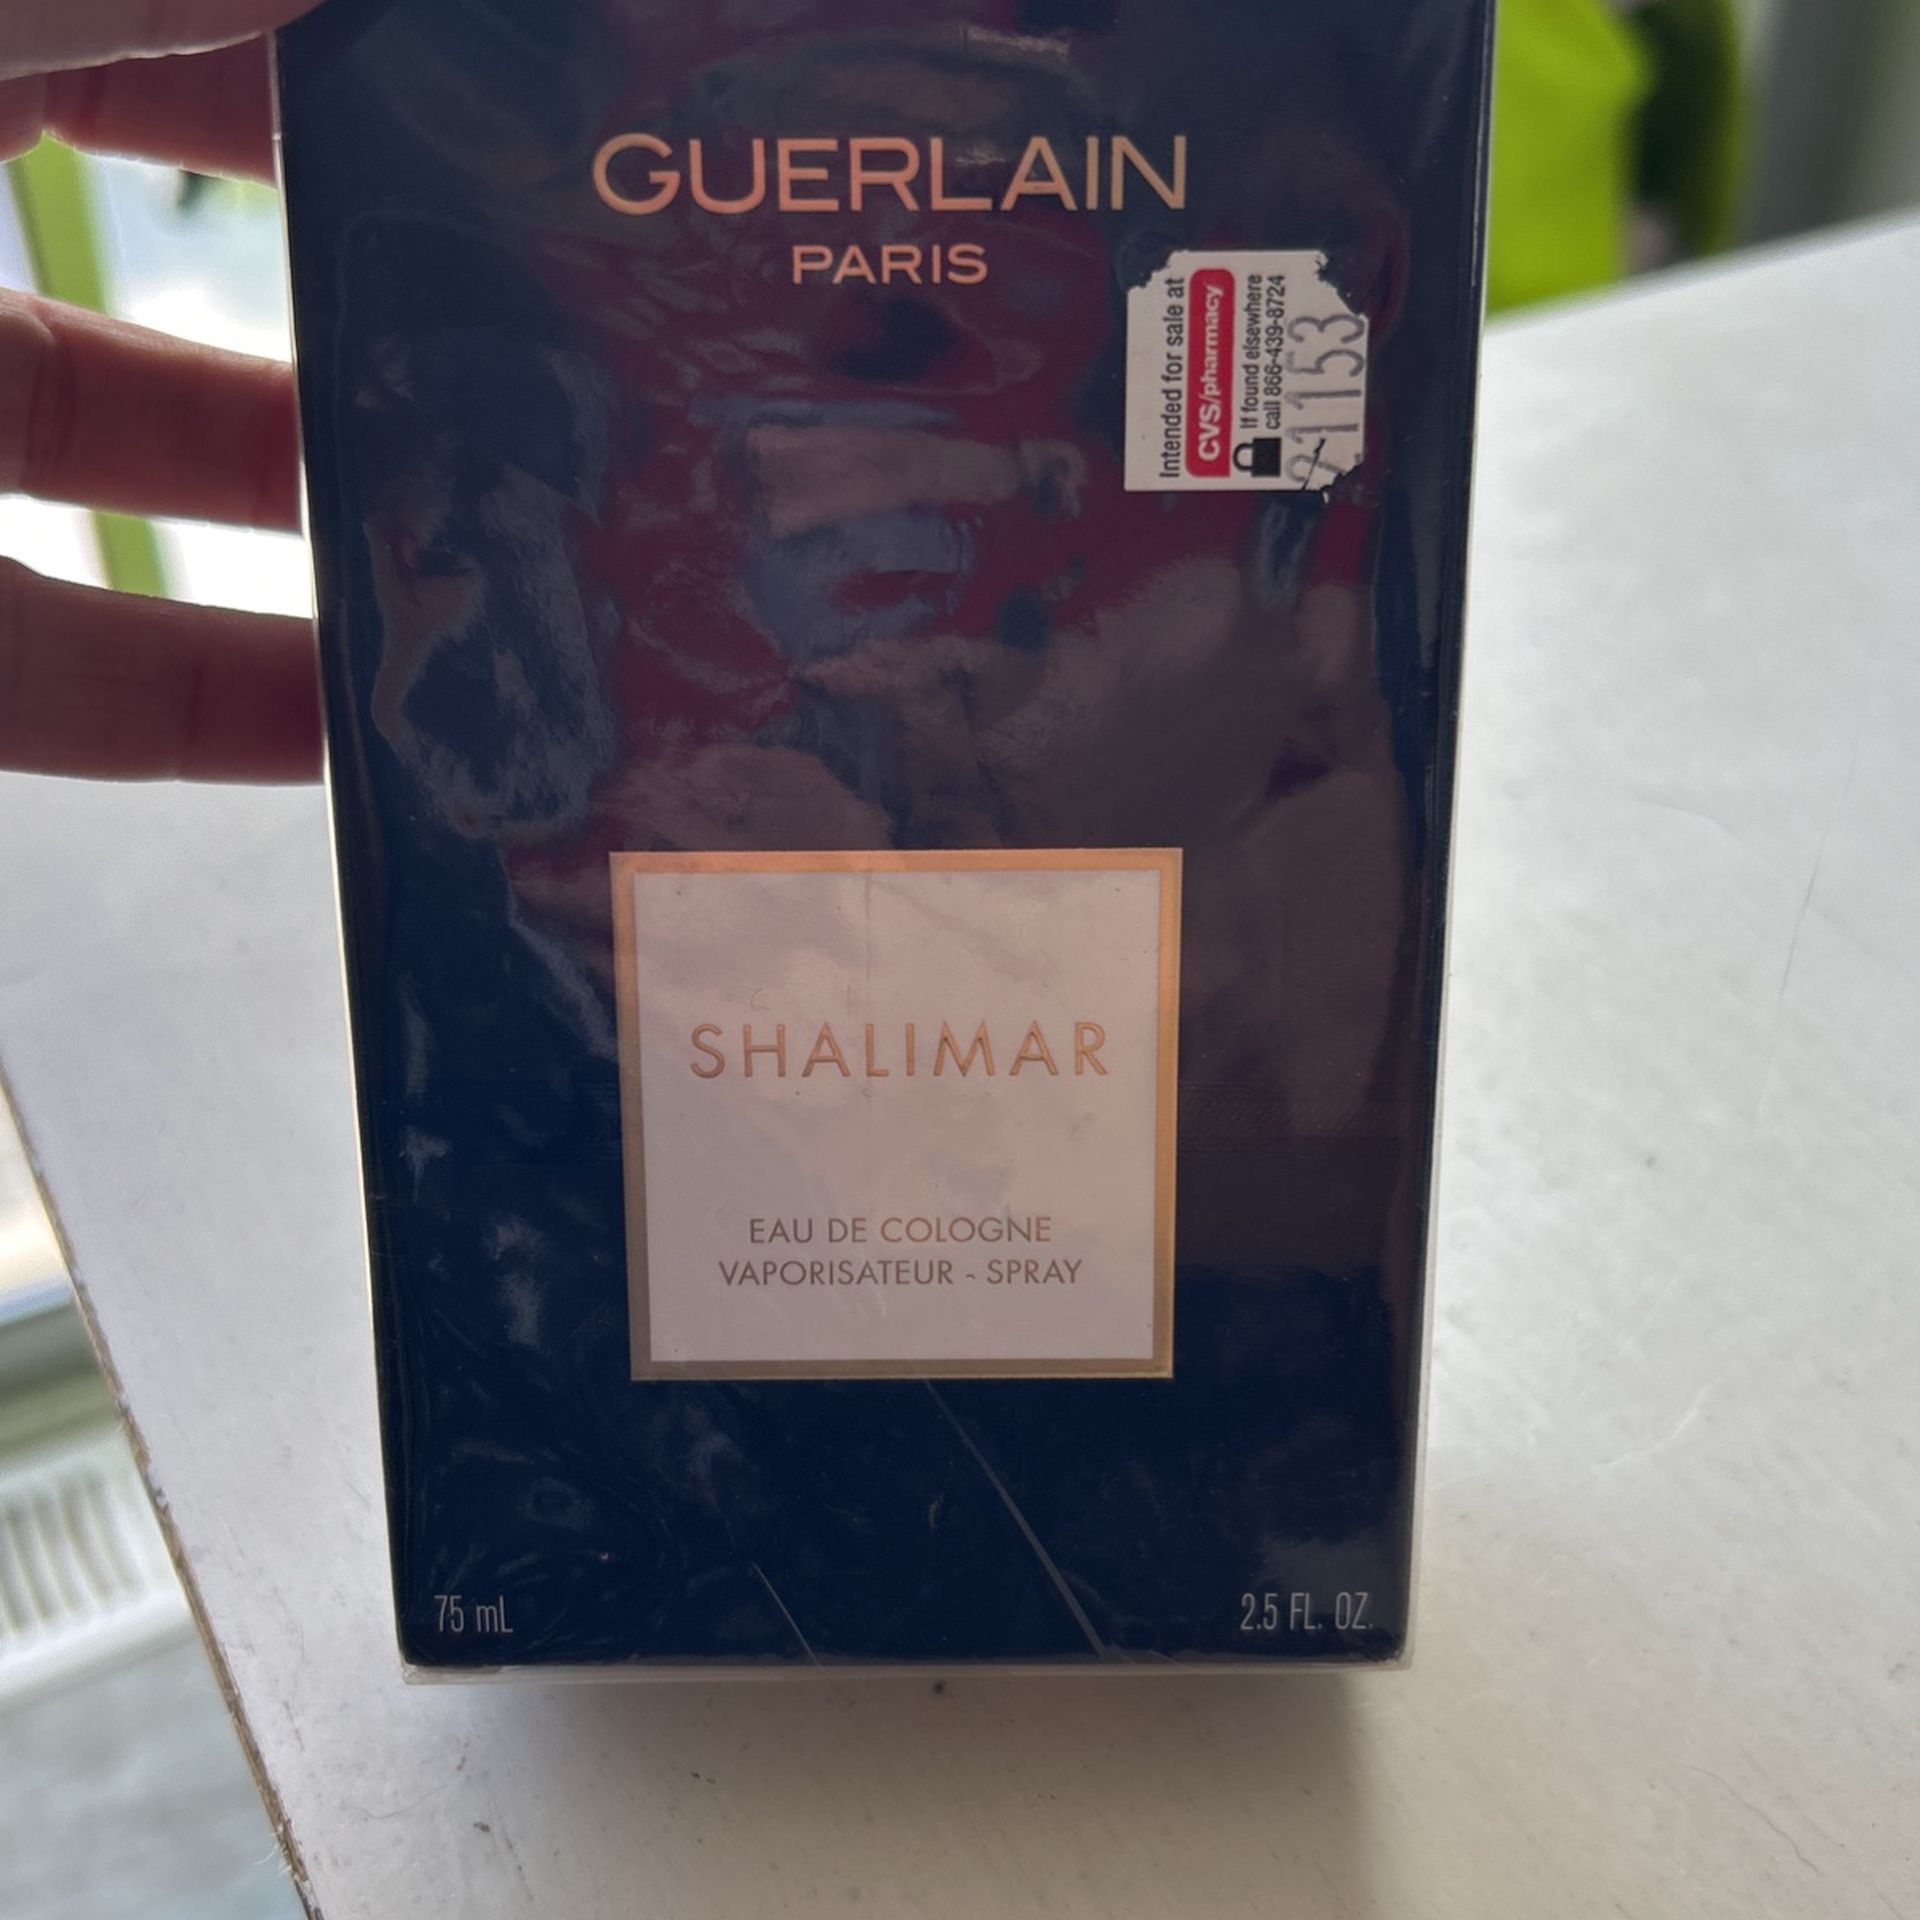 GUERLAIN
PARIS
Intended for sale at
CVS/pharmacy
If found elsewhere
call 866-439-8724
21153
SHALIMAR
EAU DE COLOGNE
VAPORISATEUR - SPRAY
75 mL
2.5 FL. OZ.